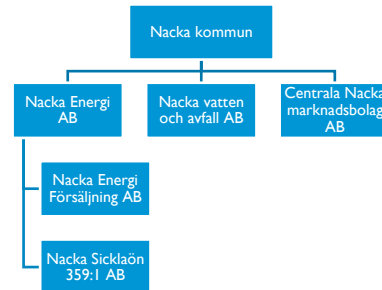 Nacka kommun
Nacka Energi
AB
Nacka vatten
och avfall AB
Centrala Nacka
marknadsbolag
AB
Nacka Energi
Försäljning AB
Nacka Sicklaön
359:1 AB